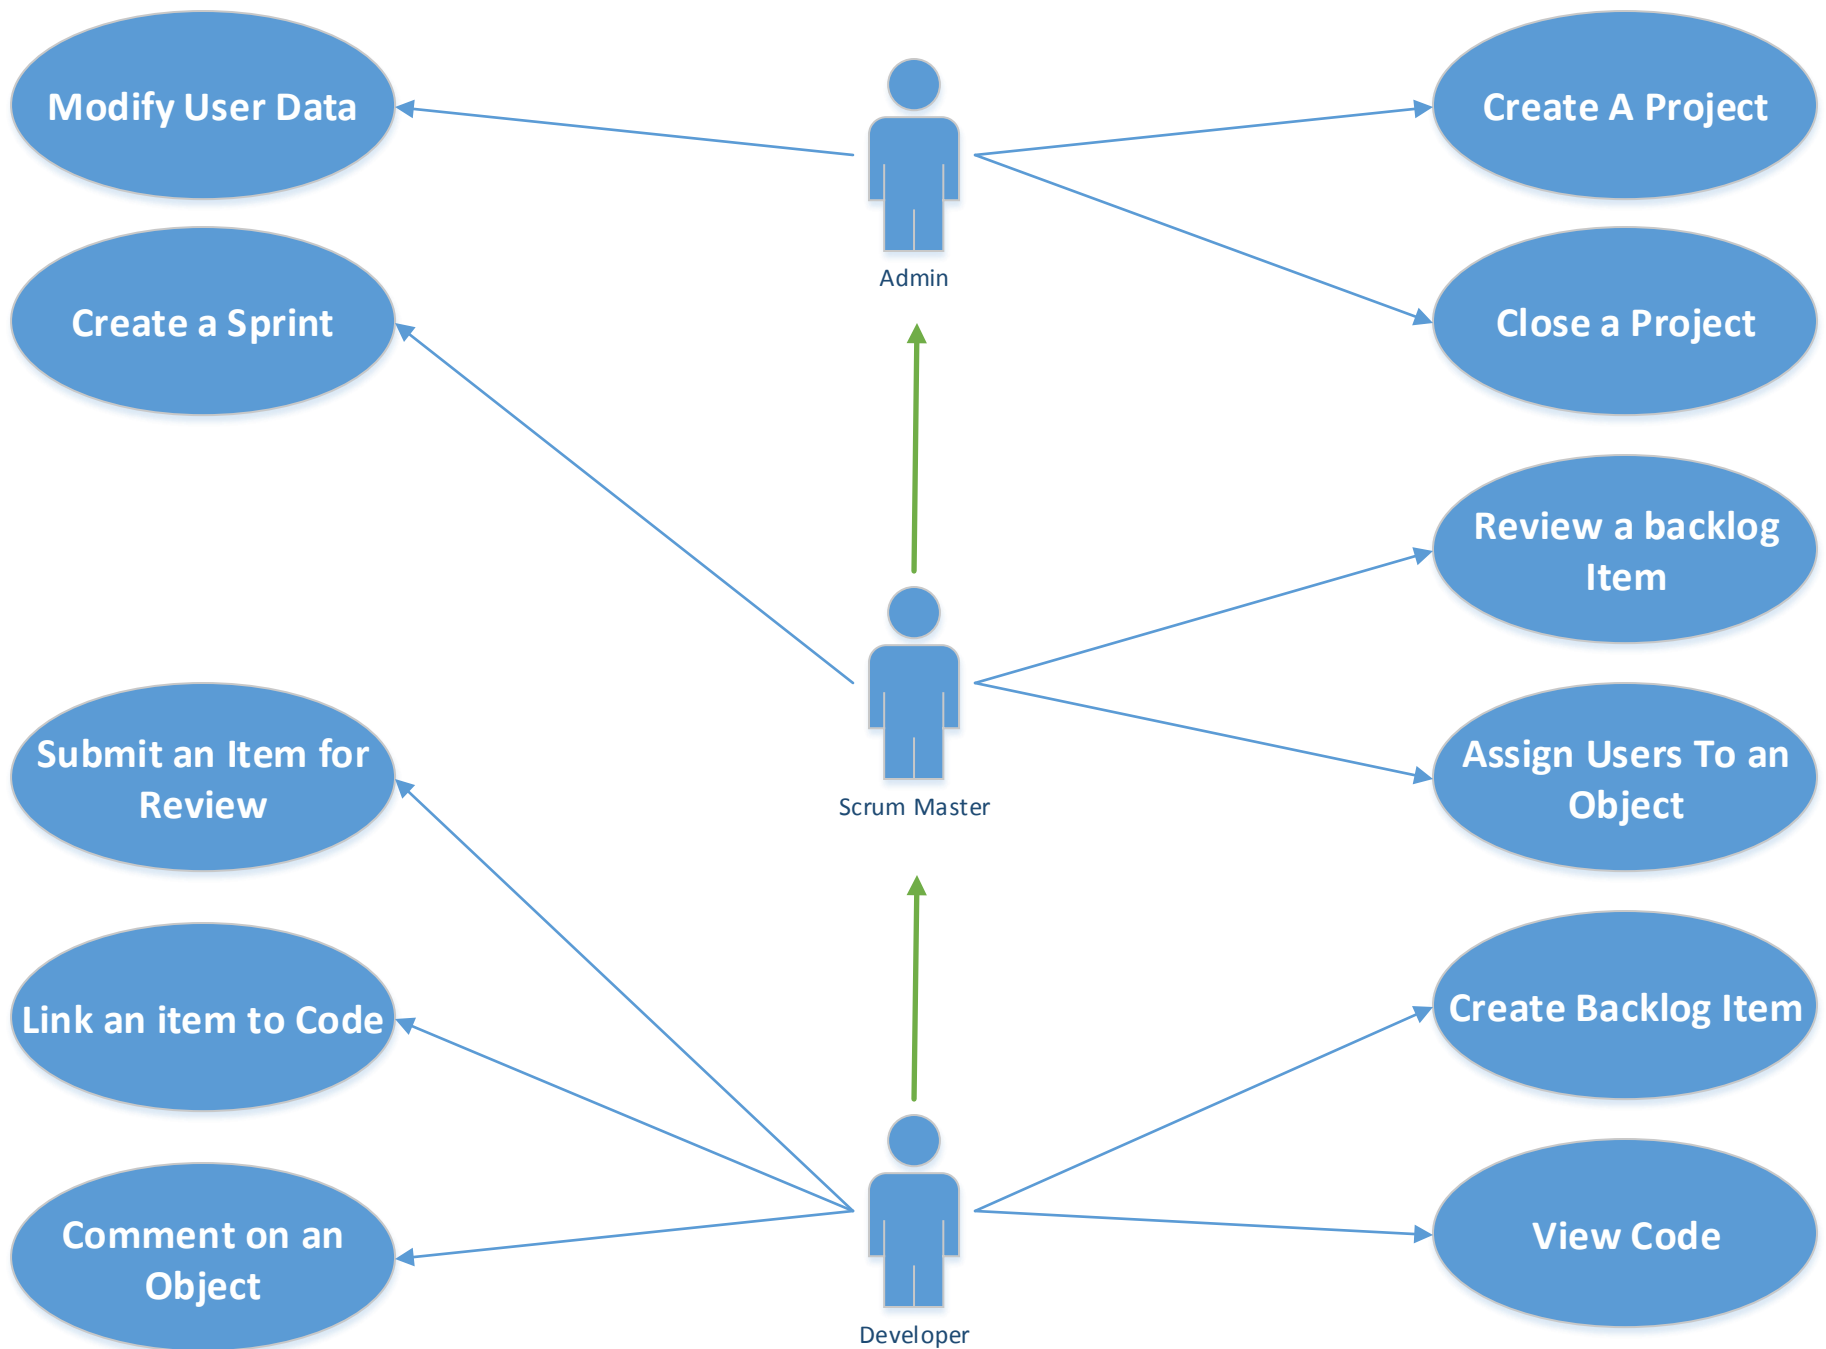 Modify User Data
Create A Project
Admin
Create a Sprint
Close a Project
Review a backlog
Item
Submit an Item for
Review
Scrum Master
Assign Users To an
Object
Link an item to Code
Create Backlog Item
Comment on an
Object
View Code
Developer